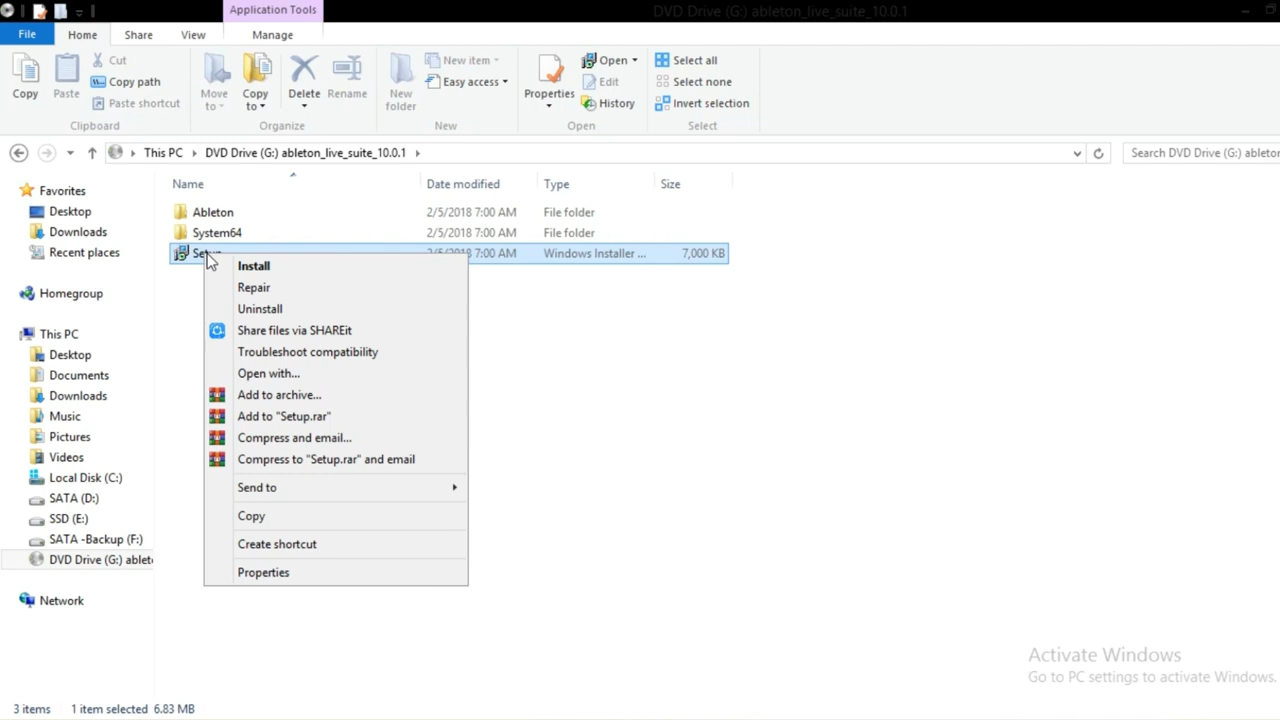 Application Tools
DVD Drive (G:) ableton_live_suite_10.0.1
File Home Share View Manage
Copy
Paste
Cut
Copy path
Paste shortcut
Clipboard
Move to
Copy to
Delete
Rename
Organize
New folder
New item
Easy access
New
Properties
Open
Edit
History
Open
Select all
Select none
Invert selection
Select
This PC DVD Drive (G:) ableton_live_suite_10.0.1
Search DVD Drive (G:) ableton
Favorites
Desktop
Downloads
Recent places
Homegroup
This PC
Desktop
Documents
Downloads
Music
Pictures
Videos
Local Disk (C:)
SATA (D:)
SSD (E:)
SATA -Backup (F:)
DVD Drive (G:) ablet
Network
Name Date modified Type Size
Ableton 2/5/2018 7:00 AM File folder
System64 2/5/2018 7:00 AM File folder
7:00 AM Windows Installer ... 7,000 KB
Install
Repair
Uninstall
Share files via SHAREit
Troubleshoot compatibility
Open with...
Add to archive...
Add to "Setup.rar"
Compress and email...
Compress to "Setup.rar" and email
Send to
Copy
Create shortcut
Properties
Activate Windows
Go to PC settings to activate Windows.
3 items 1 item selected 6.83 MB